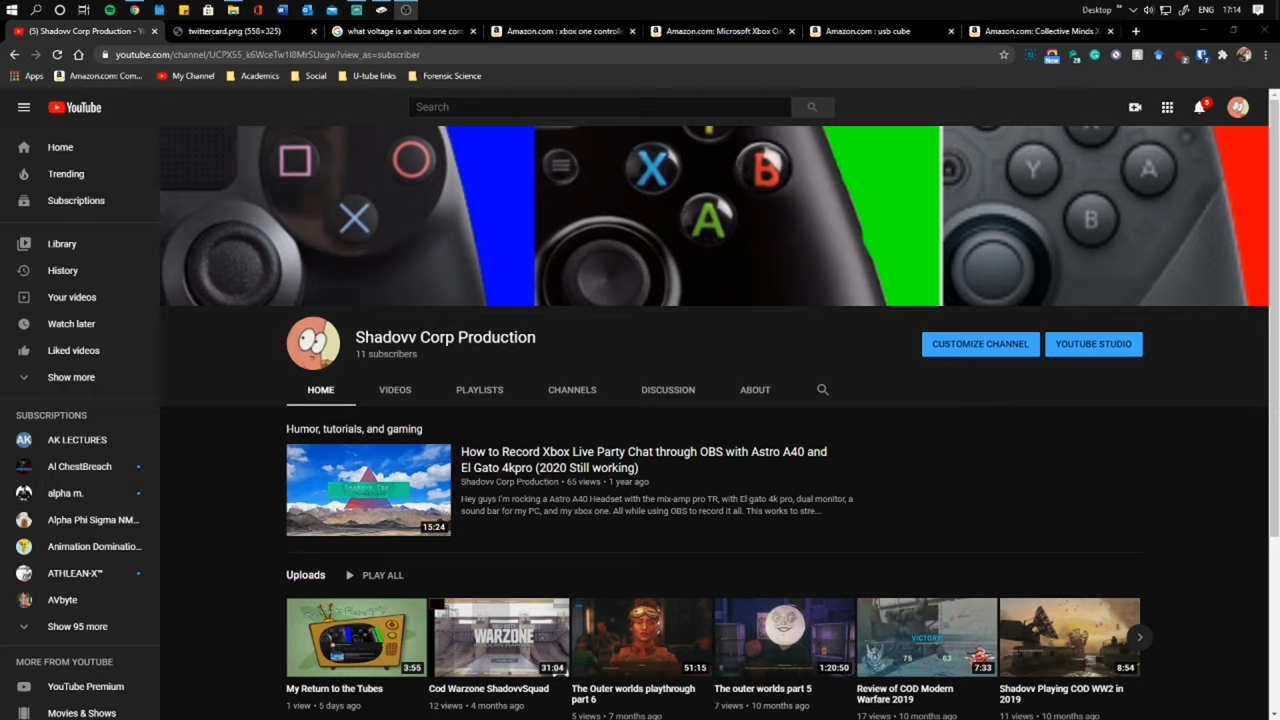 Desktop
ENG
17:14
(5) Shadovv Corp Production - Y
twittercard.png (558×325)
what voltage is an xbox one con
Amazon.com : xbox one controll
Amazon.com: Microsoft Xbox On
Amazon.com : usb cube
Amazon.com: Collective Minds X
youtube.com/channel/UCPXS5_k6WceTw1I8MrSUxgw?view_as=subscriber
Apps
Amazon.com: Com...
My Channel
Academics
Social
U-tube links
Forensic Science
New
YouTube
Search
5
Home
Trending
Subscriptions
Library
History
Your videos
Watch later
Liked videos
Show more
SUBSCRIPTIONS
AK
AK LECTURES
Al ChestBreach
alpha m.
Alpha Phi Sigma NM...
Animation Dominatio...
ATHLEAN-X™
AVbyte
Show 95 more
MORE FROM YOUTUBE
YouTube Premium
Movies & Shows
X
B
A
Y
A
B
Shadovv Corp Production
11 subscribers
CUSTOMIZE CHANNEL
YOUTUBE STUDIO
HOME
VIDEOS
PLAYLISTS
CHANNELS
DISCUSSION
ABOUT
Humor, tutorials, and gaming
15:24
How to Record Xbox Live Party Chat through OBS with Astro A40 and
El Gato 4kpro (2020 Still working)
Shadovv Corp Production • 65 views • 1 year ago
Hey guys I'm rocking a Astro A40 Headset with the mix-amp pro TR, with El gato 4k pro, dual monitor, a
sound bar for my PC, and my xbox one. All while using OBS to record it all. This works to stre...
Uploads
PLAY ALL
3:55
WARZONE
31:04
51:15
1:20:50
VICTORY!
75
63
7:33
8:54
My Return to the Tubes
1 view • 5 days ago
Cod Warzone ShadovvSquad
12 views • 4 months ago
The Outer worlds playthrough
part 6
5 views • 7 months ago
The outer worlds part 5
7 views • 10 months ago
Review of COD Modern
Warfare 2019
17 views • 10 months ago
Shadovv Playing COD WW2 in
2019
11 views • 10 months ago